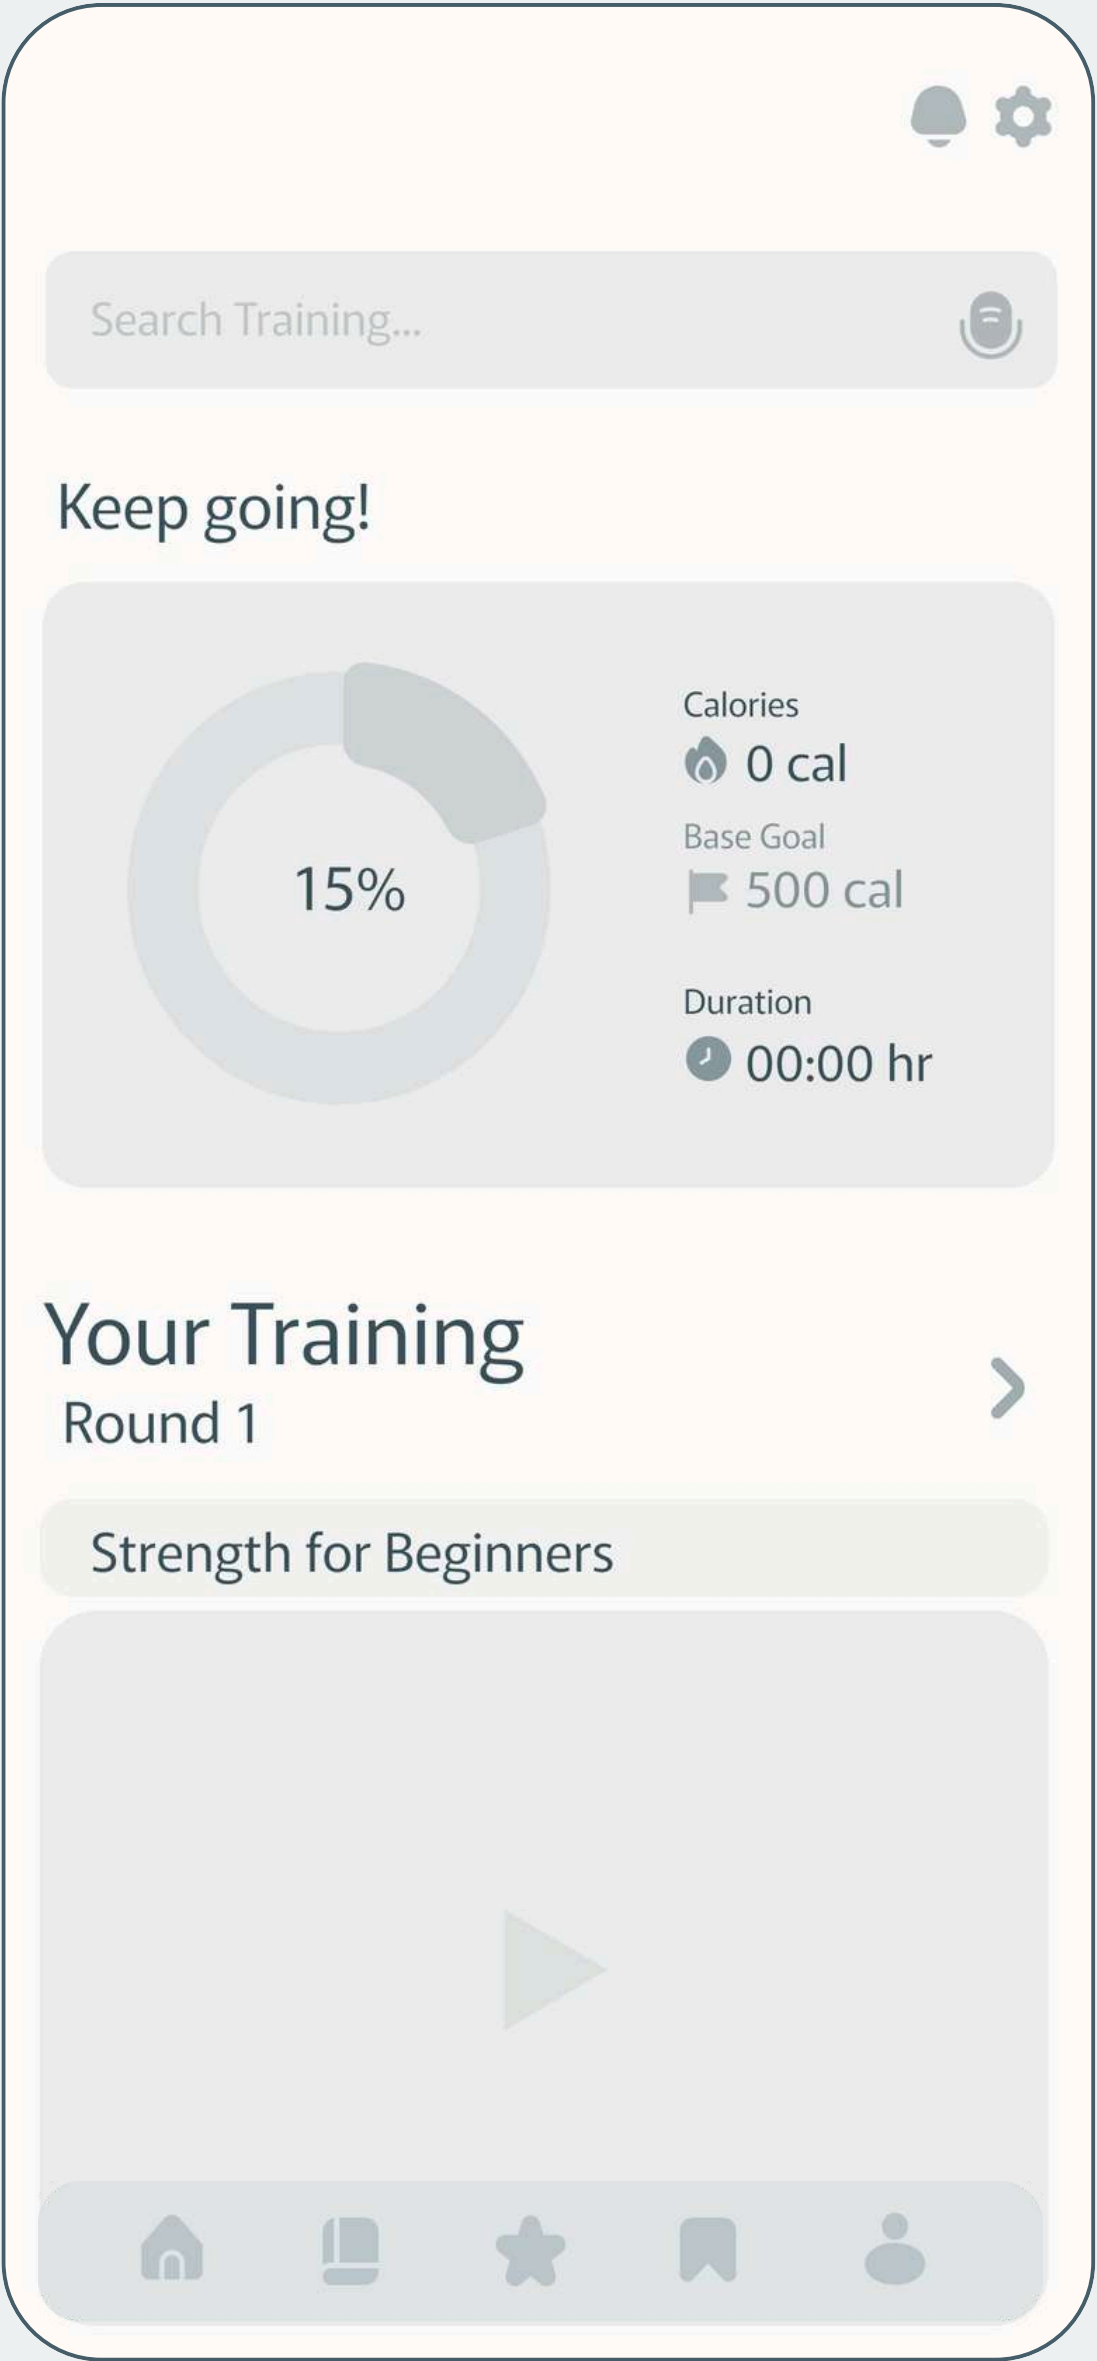 Search Training...
Keep going!
15%
Calories
0 cal
Base Goal
500 cal
Duration
00:00 hr
Your Training
Round 1
Strength for Beginners